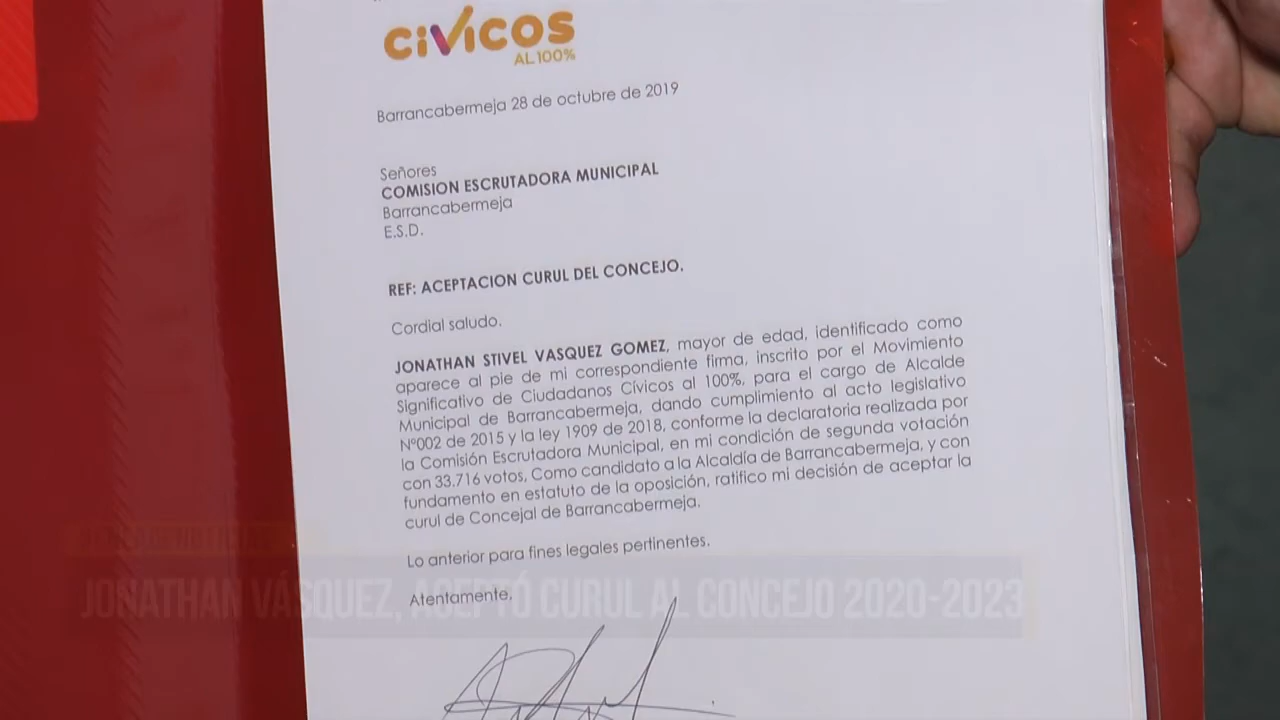 CíVICOS
AL 100%
Barrancabermeja 28 de octubre de 2019
Señores
COMISION ESCRUTADORA MUNICIPAL
Barrancabermeja
E.S.D.
REF: ACEPTACION CURUL DEL CONCEJO.
Cordial saludo.
JONATHAN STIVEL VASQUEZ GOMEZ, mayor de edad, identificado como
aparece al pie de mi correspondiente firma, inscrito por el Movimiento
Significativo de Ciudadanos Cívicos al 100%, para el cargo de Alcalde
Municipal de Barrancabermeja, dando cumplimiento al acto legislativo
Nº002 de 2015 y la ley 1909 de 2018, conforme la declaratoria realizada por
la Comisión Escrutadora Municipal, en mi condición de segunda votación
con 33.716 votos, Como candidato a la Alcaldía de Barrancabermeja, y con
fundamento en estatuto de la oposición, ratifico mi decisión de aceptar la
curul de Concejal de Barrancabermeja.
Lo anterior para fines legales pertinentes.
Atentamente,
JONATHAN VÁSQUEZ, ACEPTÓ CURUL AL CONCEJO 2020-2023